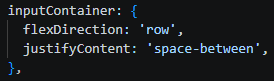 inputContainer: {
  flexDirection: 'row',
  justifyContent: 'space-between',
},